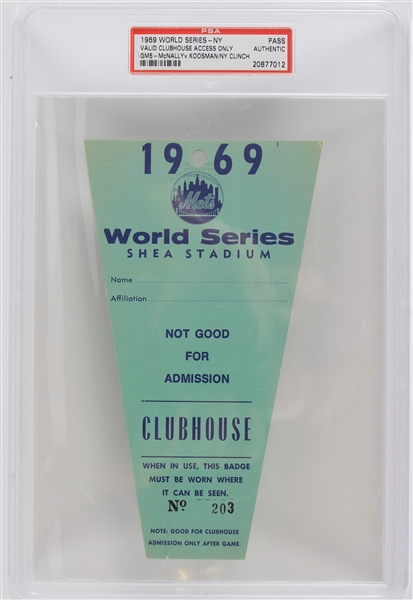 PSA
1969 WORLD SERIES - NY PASS
VALID CLUBHOUSE ACCESS ONLY AUTHENTIC
GM5 - McNALLYv KOOSMAN/NY CLINCH 20877012
1969
Mets
World Series
SHEA STADIUM
Name
Affiliation
NOT GOOD
FOR
ADMISSION
CLUBHOUSE
WHEN IN USE, THIS BADGE
MUST BE WORN WHERE
IT CAN BE SEEN.
No 203
NOTE: GOOD FOR CLUBHOUSE
ADMISSION ONLY AFTER GAME.